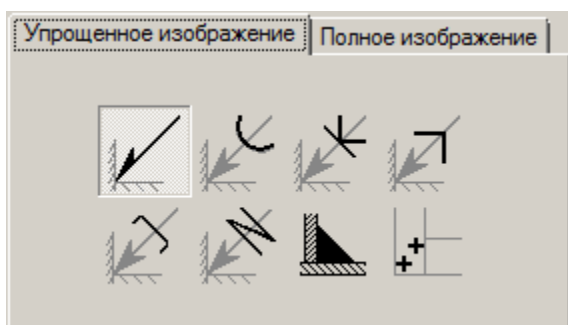 Упрощенное изображение
Полное изображение